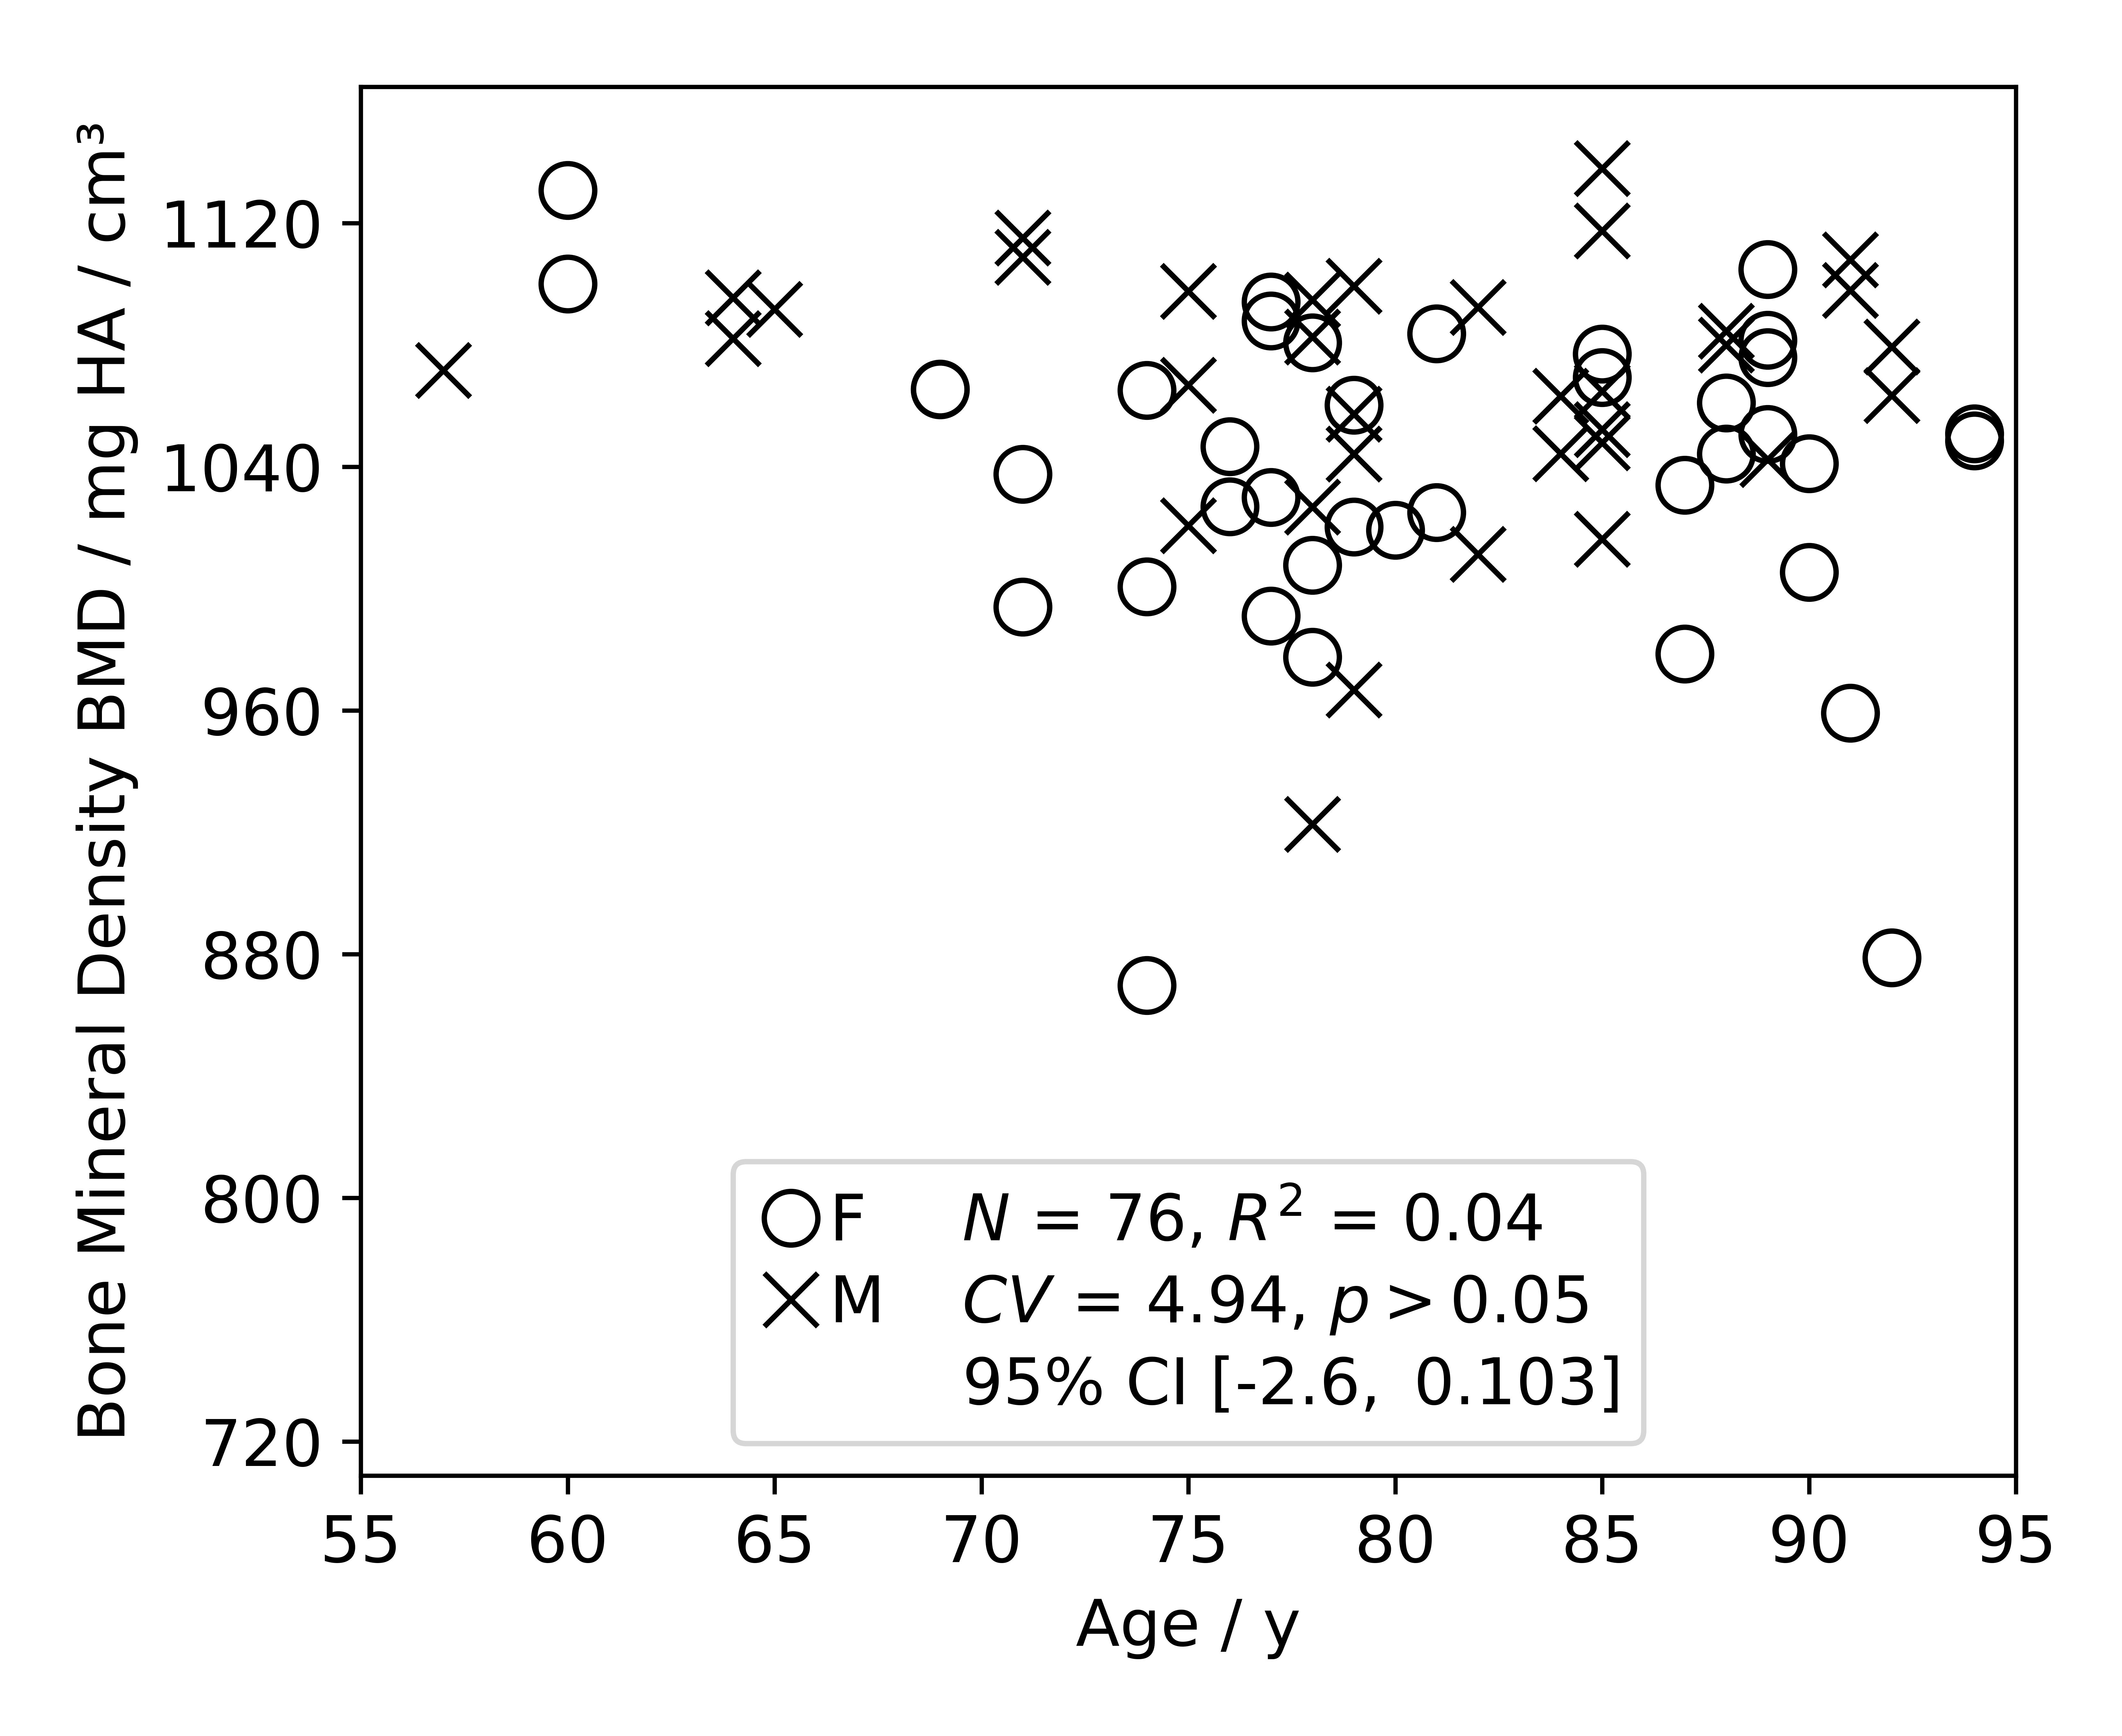 Bone Mineral Density BMD / mg HA / cm³
1120
1040
960
880
800
720
F N = 76, R² = 0.04
M CV = 4.94, p > 0.05
95% CI [-2.6, 0.103]
55 60 65 70 75 80 85 90 95
Age / y